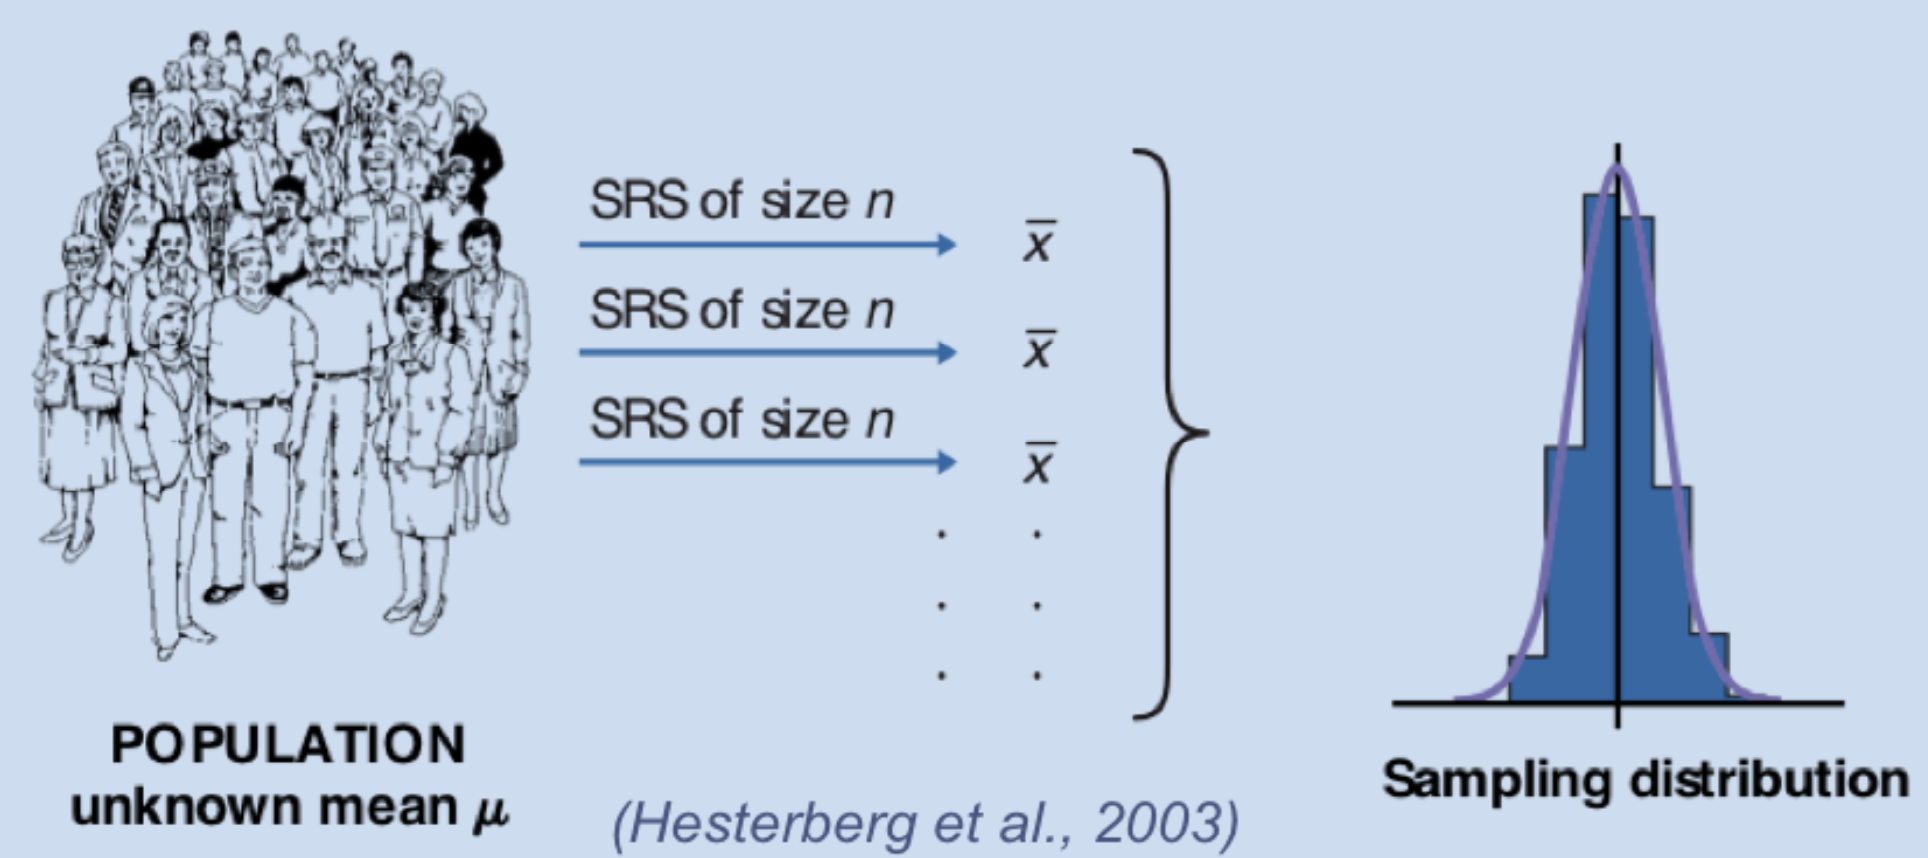 SRS of size n
x̄
SRS of size n
x̄
SRS of size n
x̄
POPULATION
unknown mean μ
(Hesterberg et al., 2003)
Sampling distribution